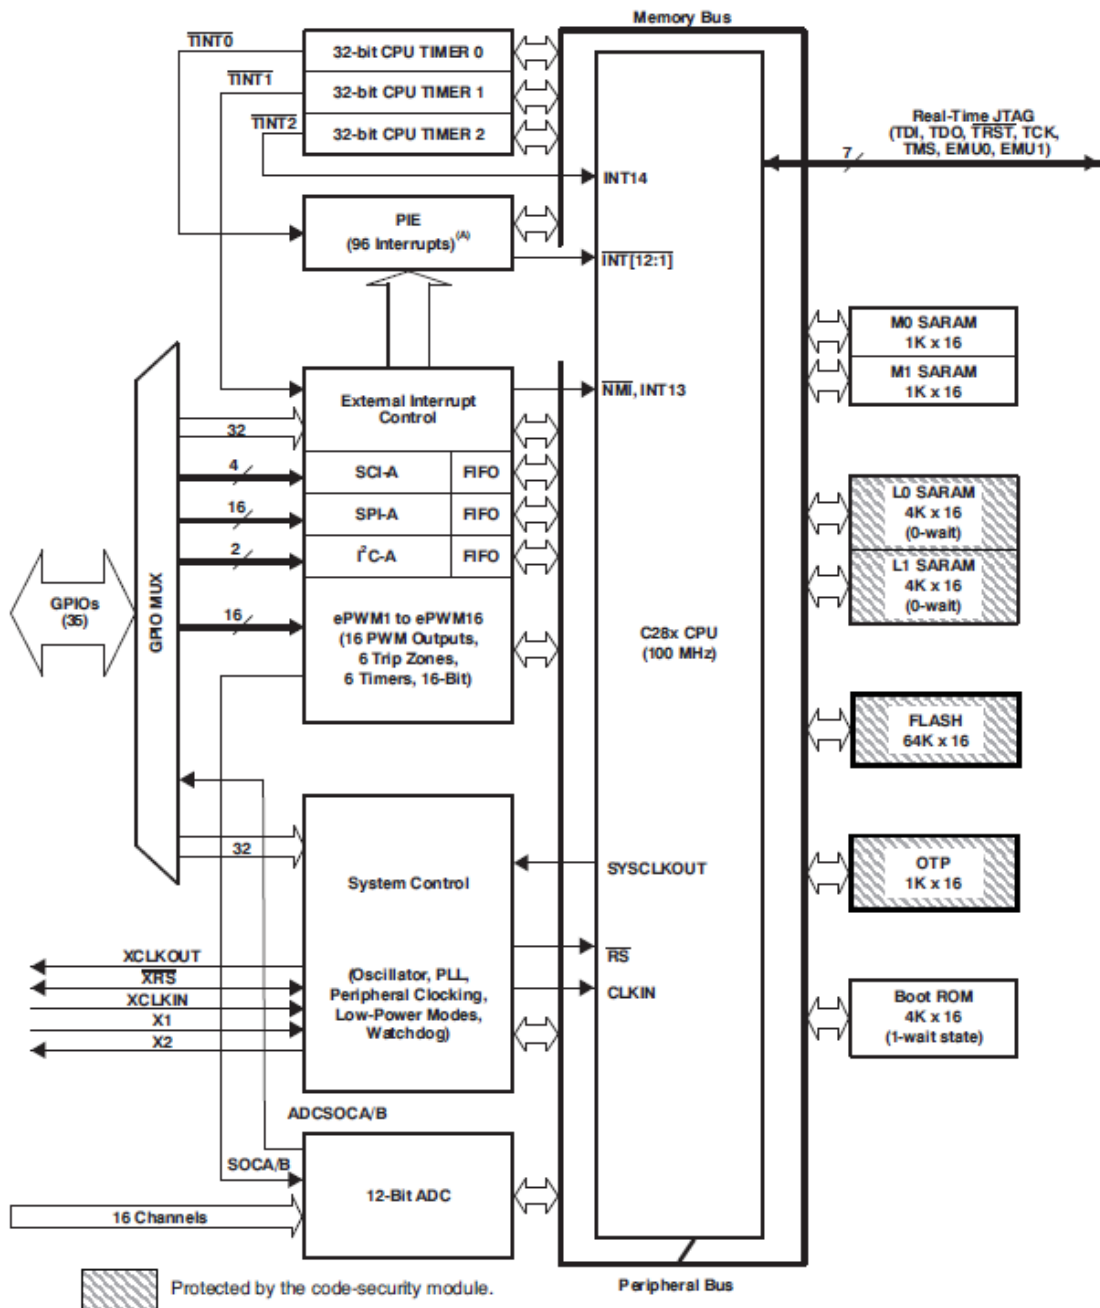 Memory Bus
TINT0
32-bit CPU TIMER 0
TINT1
32-bit CPU TIMER 1
TINT2
32-bit CPU TIMER 2
Real-Time JTAG
(TDI, TDO, TRST, TCK,
TMS, EMU0, EMU1)
7
INT14
PIE
(96 Interrupts)(A)
INT[12:1]
M0 SARAM
1K x 16
M1 SARAM
1K x 16
External Interrupt
Control
NMI, INT13
32
4
SCI-A
FIFO
16
SPI-A
FIFO
2
I2C-A
FIFO
L0 SARAM
4K x 16
(0-wait)
L1 SARAM
4K x 16
(0-wait)
GPIOs
(35)
GPIO MUX
16
ePWM1 to ePWM16
(16 PWM Outputs,
6 Trip Zones,
6 Timers, 16-Bit)
C28x CPU
(100 MHz)
FLASH
64K x 16
32
System Control
SYSCLKOUT
OTP
1K x 16
XCLKOUT
XRS
XCLKIN
X1
X2
(Oscillator, PLL,
Peripheral Clocking,
Low-Power Modes,
Watchdog)
RS
CLKIN
Boot ROM
4K x 16
(1-wait state)
ADCSOCA/B
SOCA/B
12-Bit ADC
16 Channels
Peripheral Bus
Protected by the code-security module.